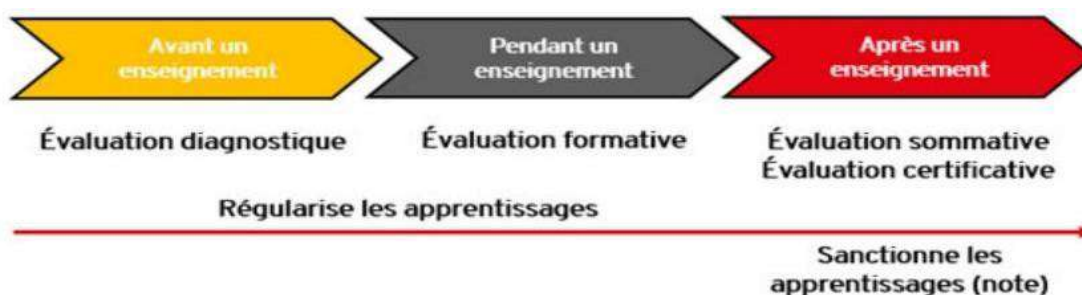 Avant un
enseignement
Pendant un
enseignement
Après un
enseignement
Évaluation diagnostique
Évaluation formative
Évaluation sommative
Évaluation certificative
Régularise les apprentissages
Sanctionne les
apprentissages (note)